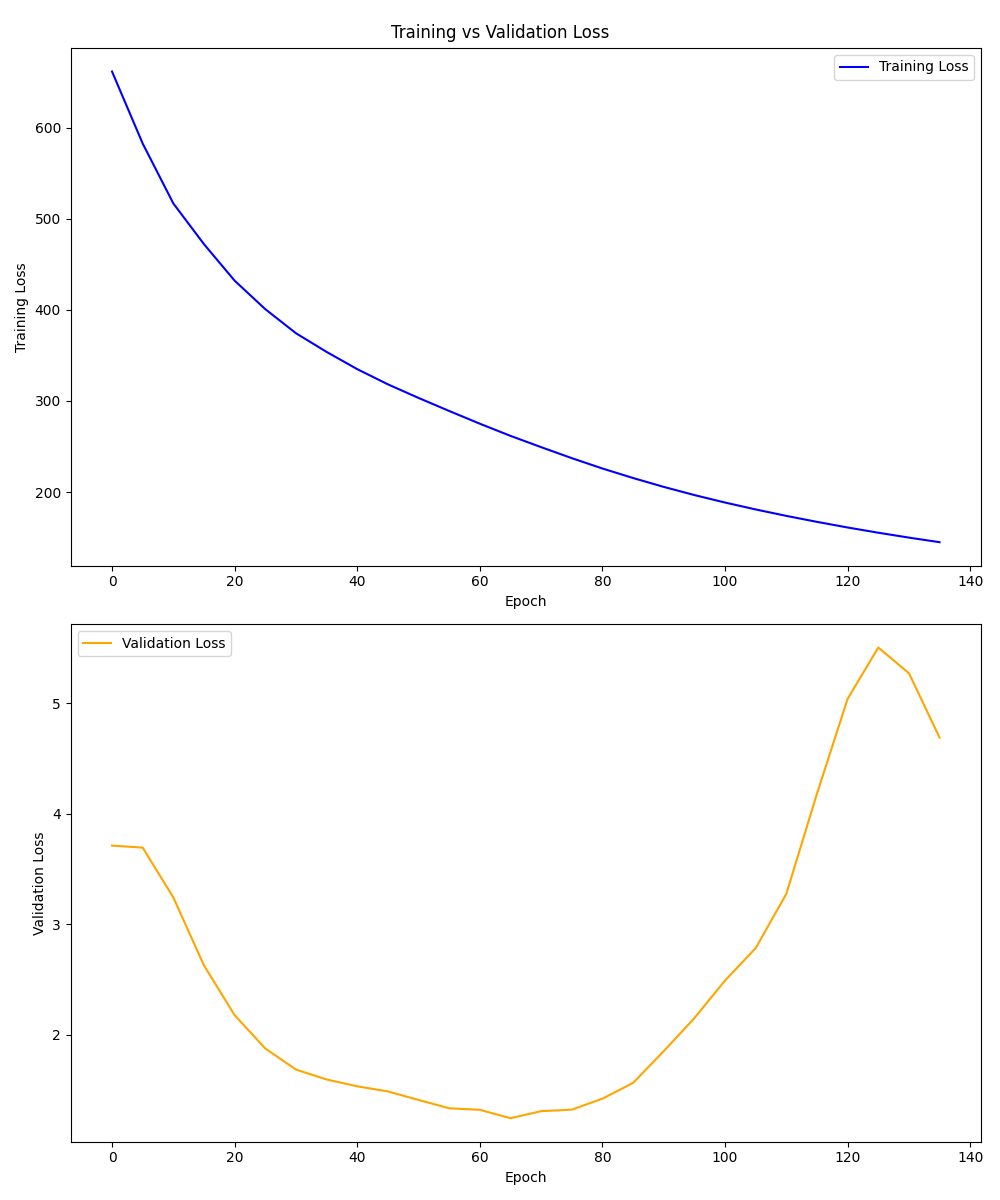 Training vs Validation Loss
Training Loss
600
500
400
300
200
Training Loss
0 20 40 60 80 100 120 140
Epoch
Validation Loss
5
4
3
2
Validation Loss
0 20 40 60 80 100 120 140
Epoch